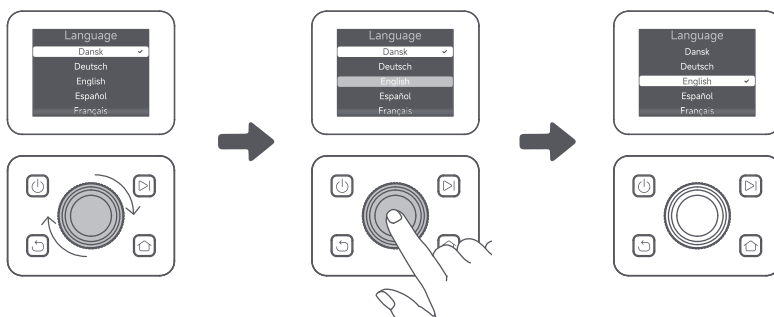 Language
Dansk
Deutsch
English
Español
Français
Language
Dansk
Deutsch
English
Español
Français
Language
Dansk
Deutsch
English
Español
Français